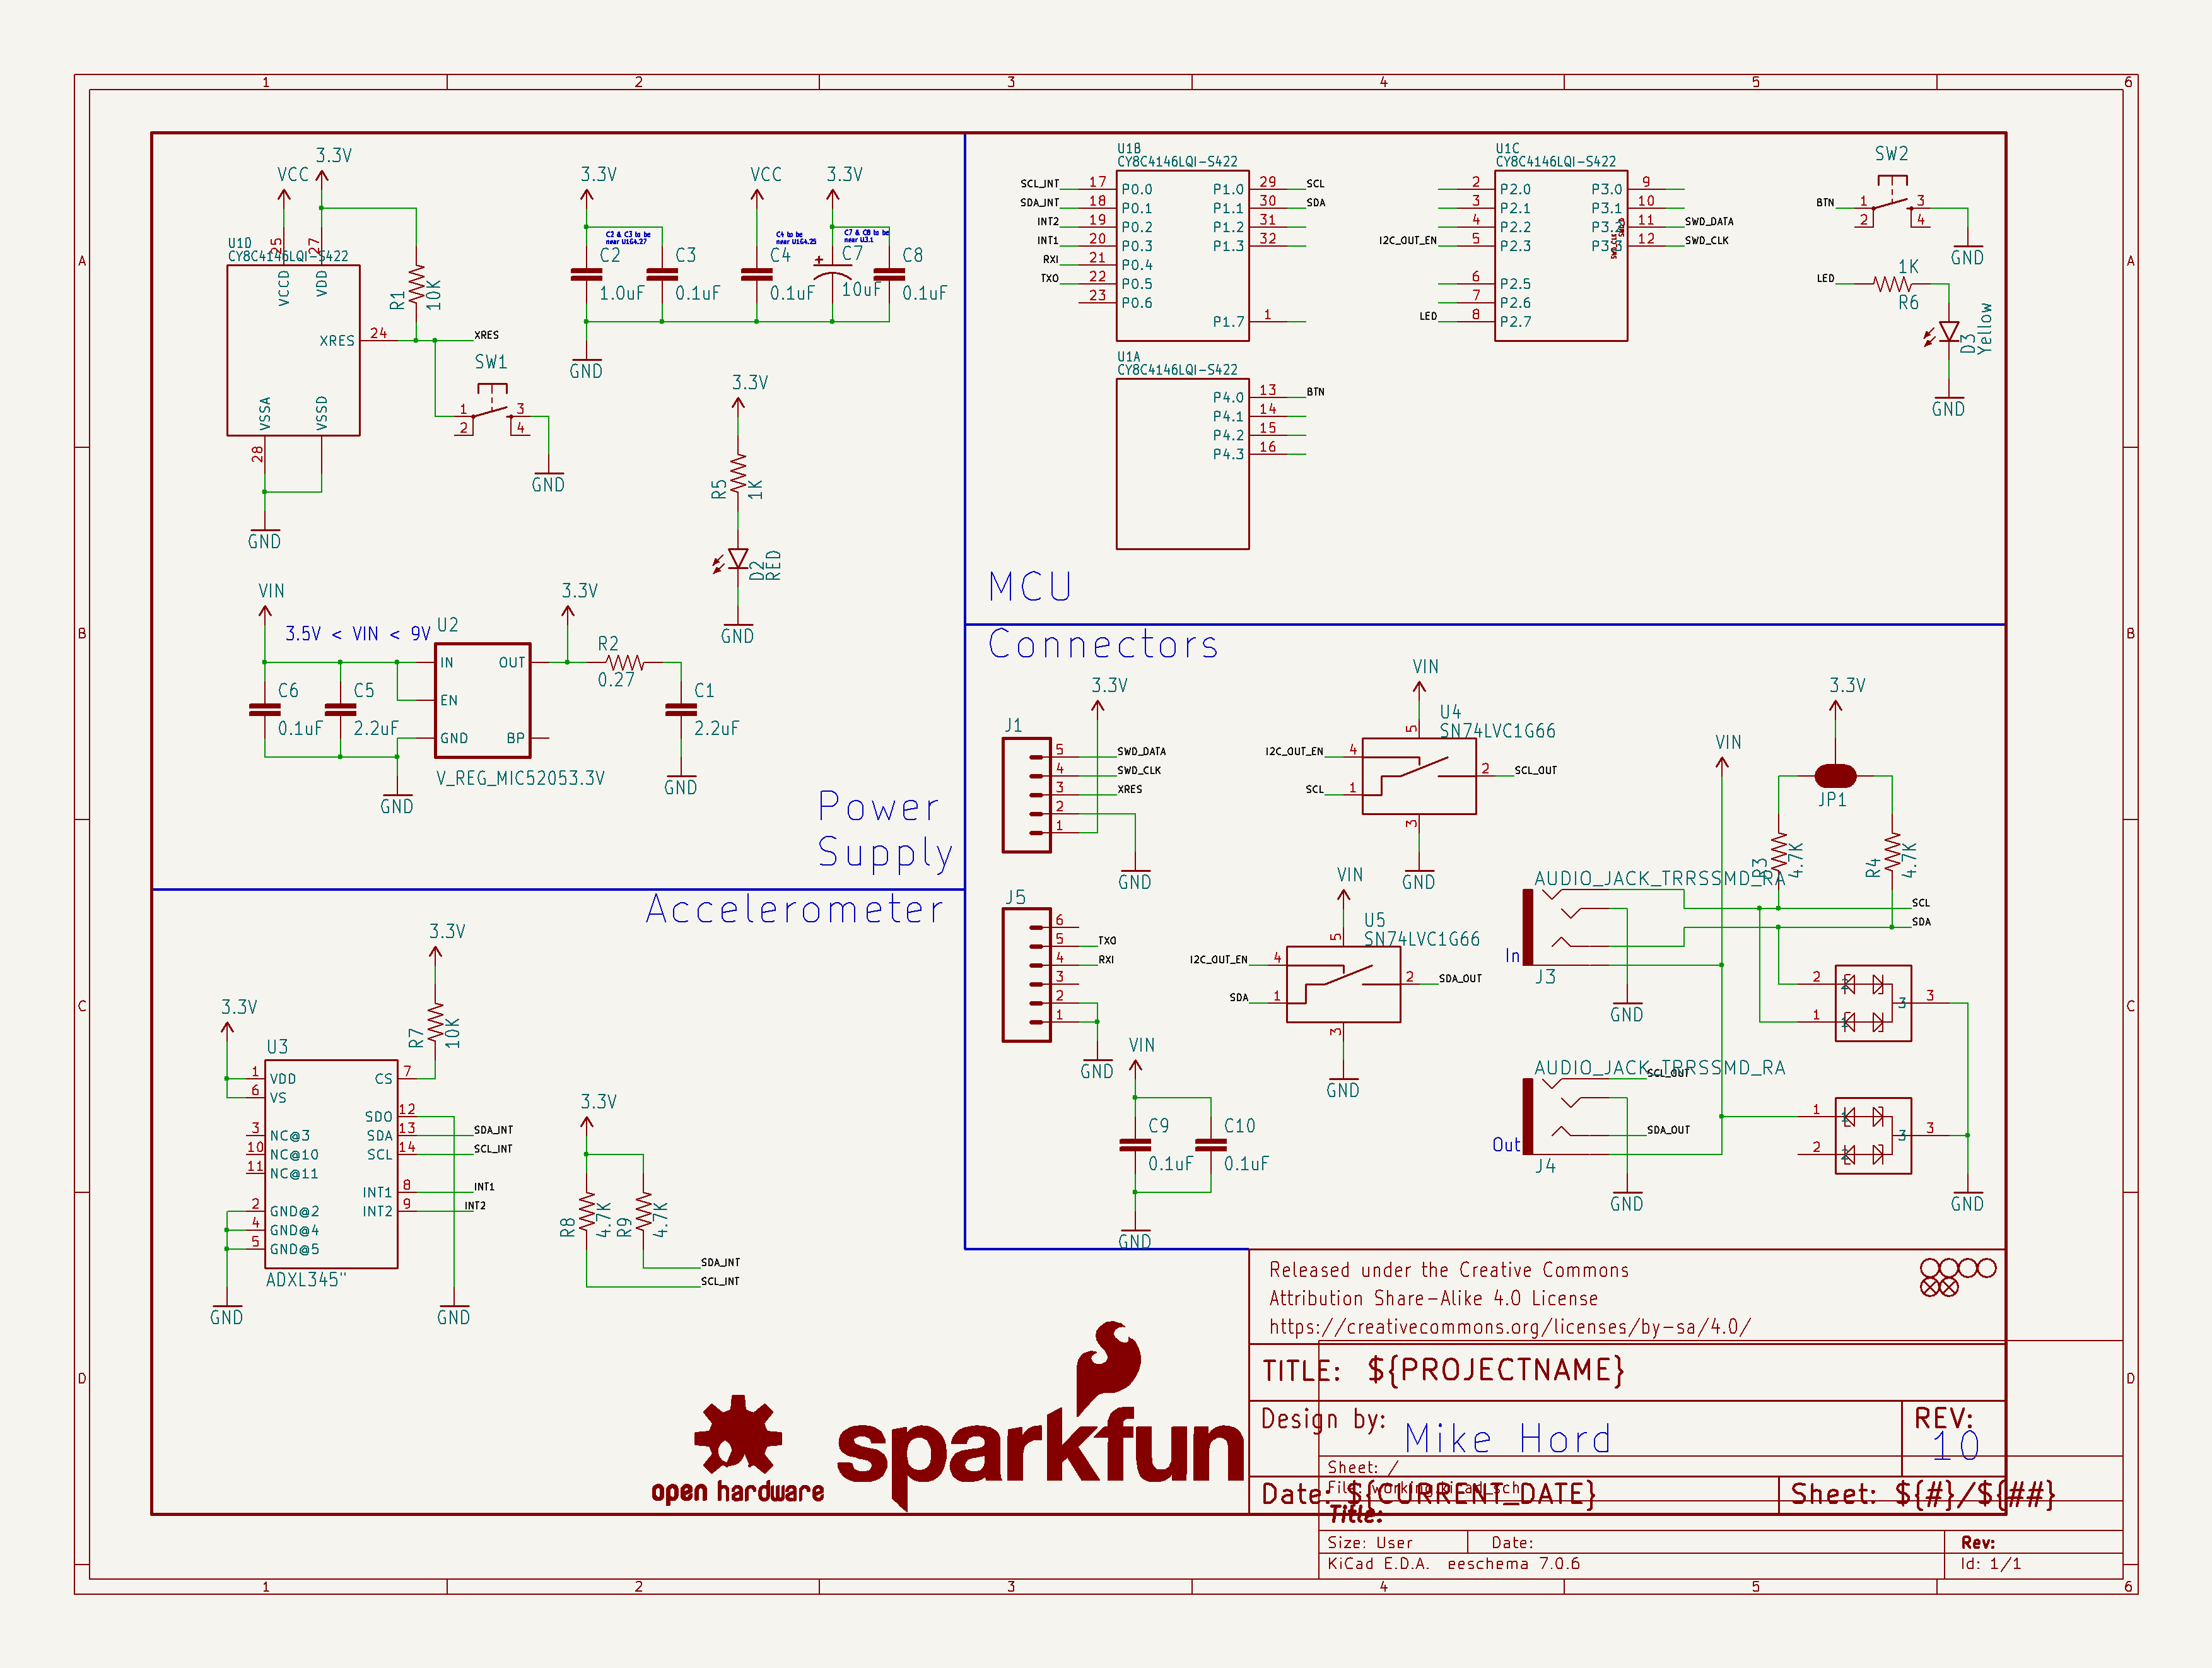 1 2 3 4 5 6
A
B
C
D
VCC
3.3V
U1D
CY8C4146LQI-S422
25
27
VCCD
VDD
R1
10K
XRES
24
XRES
VSSA
VSSD
28
GND
SW1
1
2
3
4
GND
3.3V
C2 & C3 to be
near U1G4.27
C2
1.0uF
C3
0.1uF
GND
VCC
C4 to be
near U1G4.25
C4
0.1uF
3.3V
C7 & C8 to be
near U3.1
+
C7
10uF
C8
0.1uF
3.3V
R5
1K
D2
RED
GND
VIN
3.5V < VIN < 9V
U2
IN
OUT
EN
GND
BP
V_REG_MIC52053.3V
C6
0.1uF
C5
2.2uF
GND
3.3V
R2
0.27
C1
2.2uF
GND
Power
Supply
Accelerometer
3.3V
R7
10K
3.3V
U3
1 VDD
6 VS
3 NC@3
10 NC@10
11 NC@11
2 GND@2
4 GND@4
5 GND@5
CS 7
SDO 12
SDA 13 SDA_INT
SCL 14 SCL_INT
INT1 8 INT1
INT2 9 INT2
ADXL345"
GND
GND
3.3V
R8
4.7K
R9
4.7K
SDA_INT
SCL_INT
U1B
CY8C4146LQI-S422
SCL_INT 17 P0.0
SDA_INT 18 P0.1
INT2 19 P0.2
INT1 20 P0.3
RXI 21 P0.4
TXO 22 P0.5
23 P0.6
P1.0 29 SCL
P1.1 30 SDA
P1.2 31
P1.3 32
P1.7 1
U1A
CY8C4146LQI-S422
P4.0 13 BTN
P4.1 14
P4.2 15
P4.3 16
U1C
CY8C4146LQI-S422
2 P2.0
3 P2.1
4 P2.2
I2C_OUT_EN 5 P2.3
6 P2.5
7 P2.6
LED 8 P2.7
P3.0 9
P3.1 10
P3.2 11 SWD_DATA
P3.3 12 SWD_CLK
SW2
BTN
1
2
3
4
GND
LED
1K
R6
D3
Yellow
GND
MCU
Connectors
3.3V
J1
5 SWD_DATA
4 SWD_CLK
3 XRES
2
1
GND
J5
6
5 TXO
4 RXI
3
2
1
GND
VIN
U4
SN74LVC1G66
5
I2C_OUT_EN 4
SCL 1
2 SCL_OUT
3
GND
VIN
U5
SN74LVC1G66
5
I2C_OUT_EN 4
SDA 1
2 SDA_OUT
3
GND
VIN
C9
0.1uF
C10
0.1uF
GND
3.3V
JP1
VIN
R3
4.7K
R4
4.7K
AUDIO_JACK_TRRSSMD_RA
SCL
SDA
In
J3
GND
2
1
3
3
AUDIO_JACK_TRRSSMD_RA
SCL_OUT
SDA_OUT
Out
J4
GND
1
2
3
3
GND
Released under the Creative Commons
Attribution Share-Alike 4.0 License
https://creativecommons.org/licenses/by-sa/4.0/
TITLE: ${PROJECTNAME}
Design by: Mike Hord
REV:
10
Sheet: /
File: working.kicad_sch
Date: ${CURRENT_DATE}
Sheet: ${#}/${##}
Title:
Size: User
Date:
Rev:
KiCad E.D.A. eeschema 7.0.6
Id: 1/1
open hardware
sparkfun
A
B
C
D
1 2 3 4 5 6